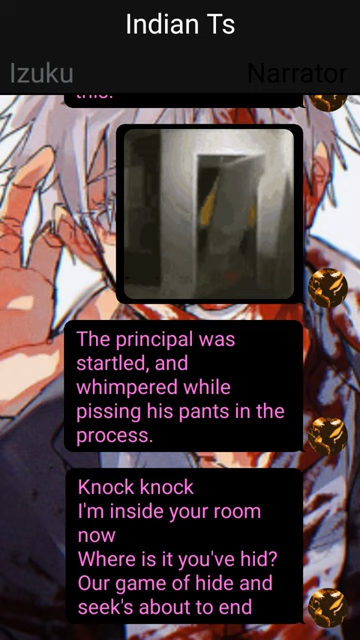 Indian Ts
Izuku
Narrator
this.
The principal was
startled, and
whimpered while
pissing his pants in the
process.
Knock knock
I'm inside your room
now
Where is it you've hid?
Our game of hide and
seek's about to end